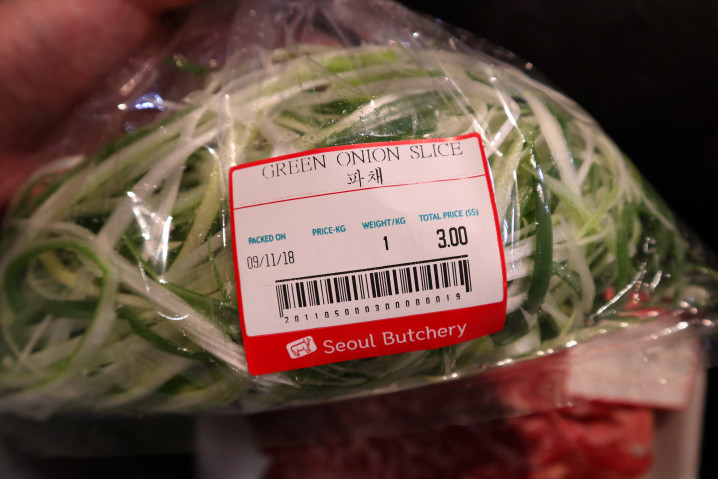 GREEN ONION SLICE
파채
PACKED ON PRICE-KG WEIGHT/KG TOTAL PRICE (S$)
09/11/18 1 3.00
2011050003000000019
Seoul Butchery